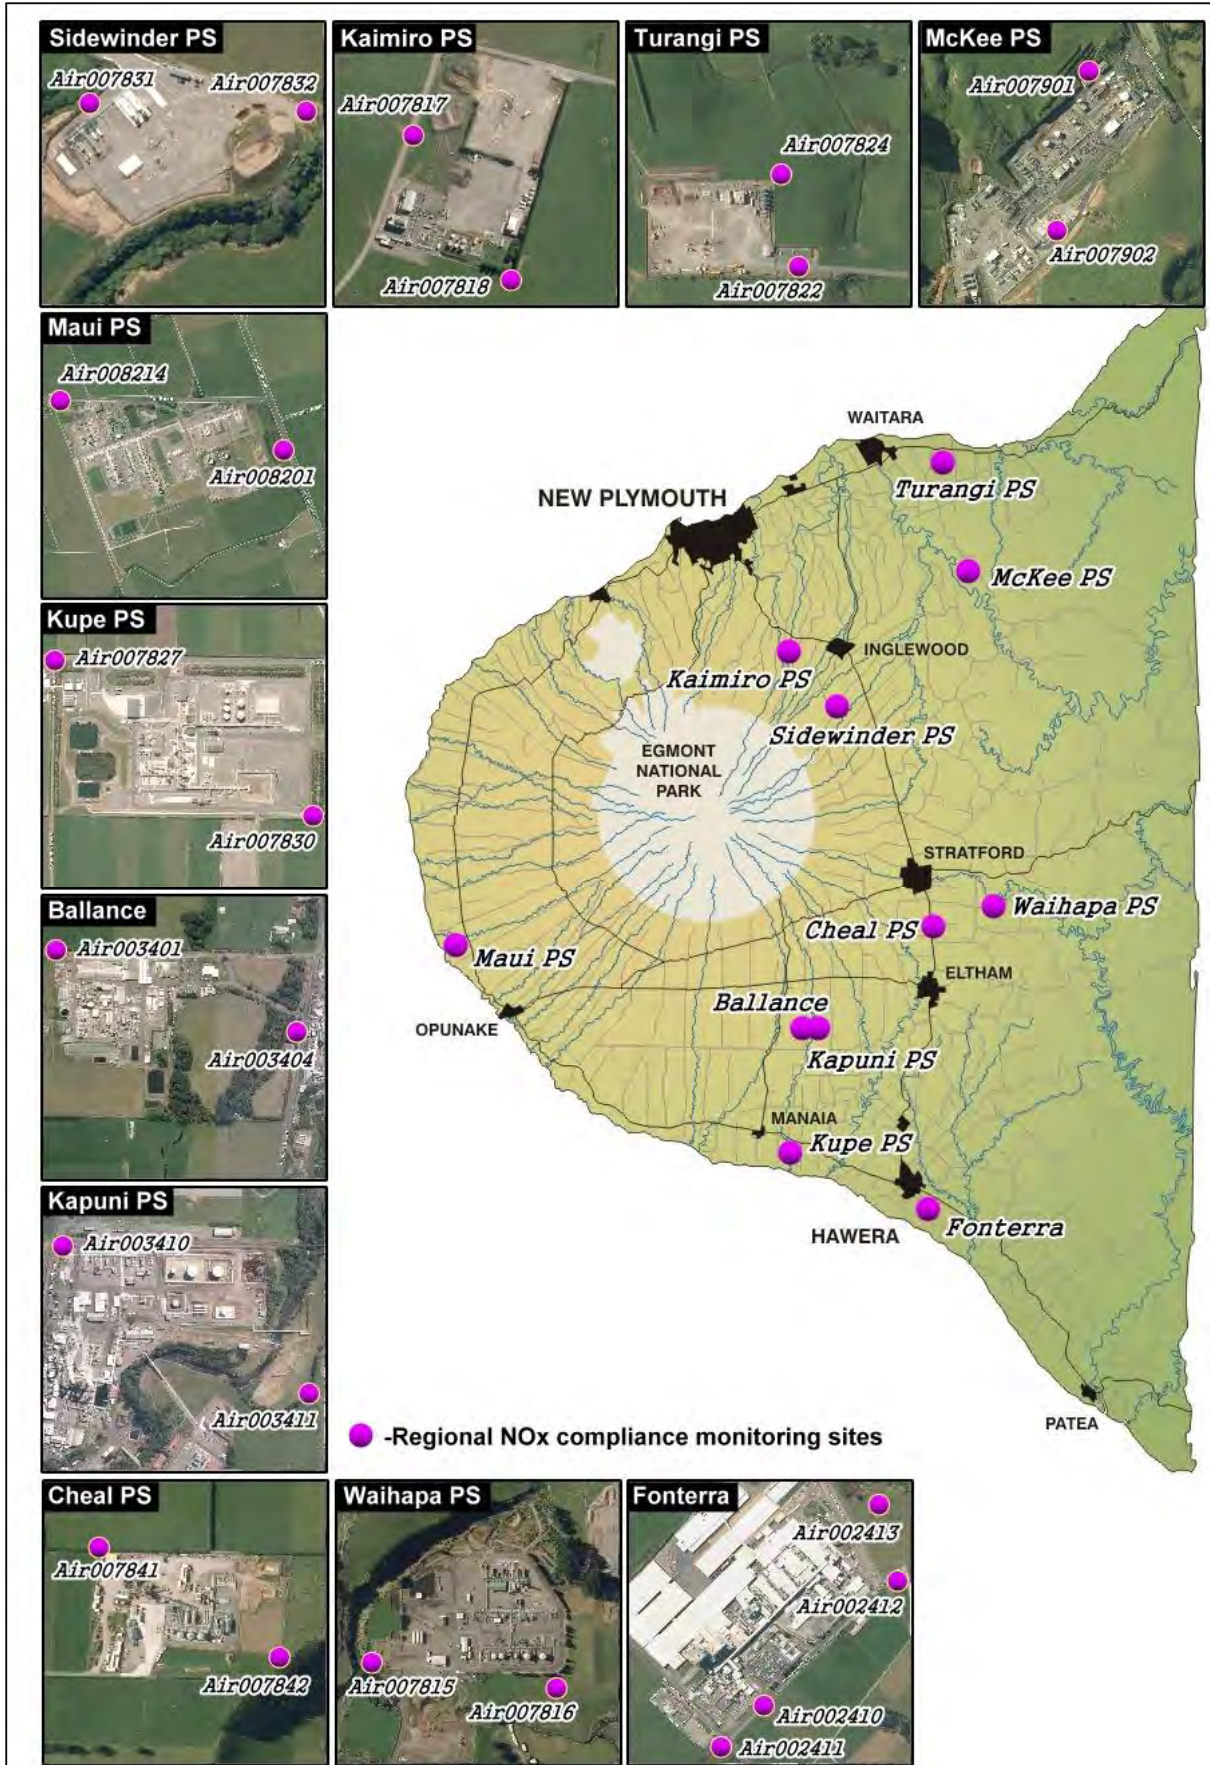 Sidewinder PS
Air007831
Air007832
Kaimiro PS
Air007817
Air007818
Turangi PS
Air007824
Air007822
McKee PS
Air007901
Air007902
Maui PS
Air008214
Air008201
Kupe PS
Air007827
Air007830
Ballance
Air003401
Air003404
Kapuni PS
Air003410
Air003411
WAITARA
Turangi PS
NEW PLYMOUTH
McKee PS
INGLEWOOD
Kaimiro PS
Sidewinder PS
EGMONT
NATIONAL
PARK
STRATFORD
Waihapa PS
Cheal PS
Maui PS
ELTHAM
Ballance
OPUNAKE
Kapuni PS
MANAIA
Kupe PS
Fonterra
HAWERA
PATEA
-Regional NOx compliance monitoring sites
Cheal PS
Air007841
Air007842
Waihapa PS
Air007815
Air007816
Fonterra
Air002413
Air002412
Air002410
Air002411